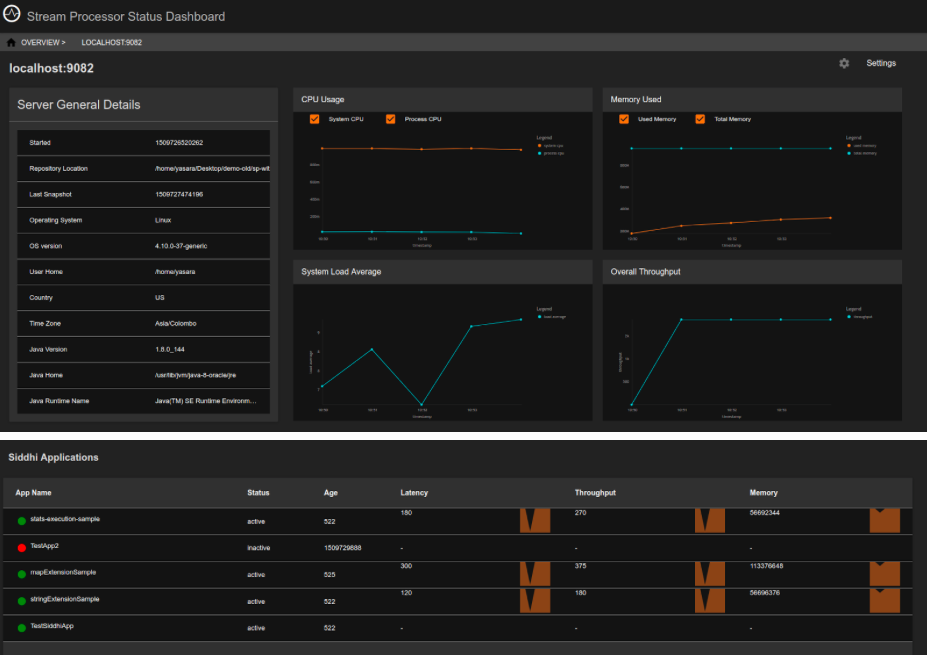 Stream Processor Status Dashboard
OVERVIEW > LOCALHOST:9082
localhost:9082
Settings
Server General Details
Started 1509726520262
Repository Location /home/yasara/Desktop/demo-old/sp-wit
Last Snapshot 1509727474196
Operating System Linux
OS version 4.10.0-37-generic
User Home /home/yasara
Country US
Time Zone Asia/Colombo
Java Version 1.8.0_144
Java Home /usr/lib/jvm/java-8-oracle/jre
Java Runtime Name Java(TM) SE Runtime Environm...
CPU Usage
System CPU Process CPU
Legend
system cpu
process cpu
Timestamp
Memory Used
Used Memory Total Memory
Legend
used memory
total memory
Timestamp
System Load Average
Legend
load average
Timestamp
Overall Throughput
Legend
throughput
Timestamp
Siddhi Applications
App Name Status Age Latency Throughput Memory
stats-execution-sample active 522 180 270 56692344
TestApp2 inactive 1509729888 - - -
mapExtensionSample active 525 300 375 113376648
stringExtensionSample active 522 120 180 56696376
TestSiddhiApp active 522 - - -